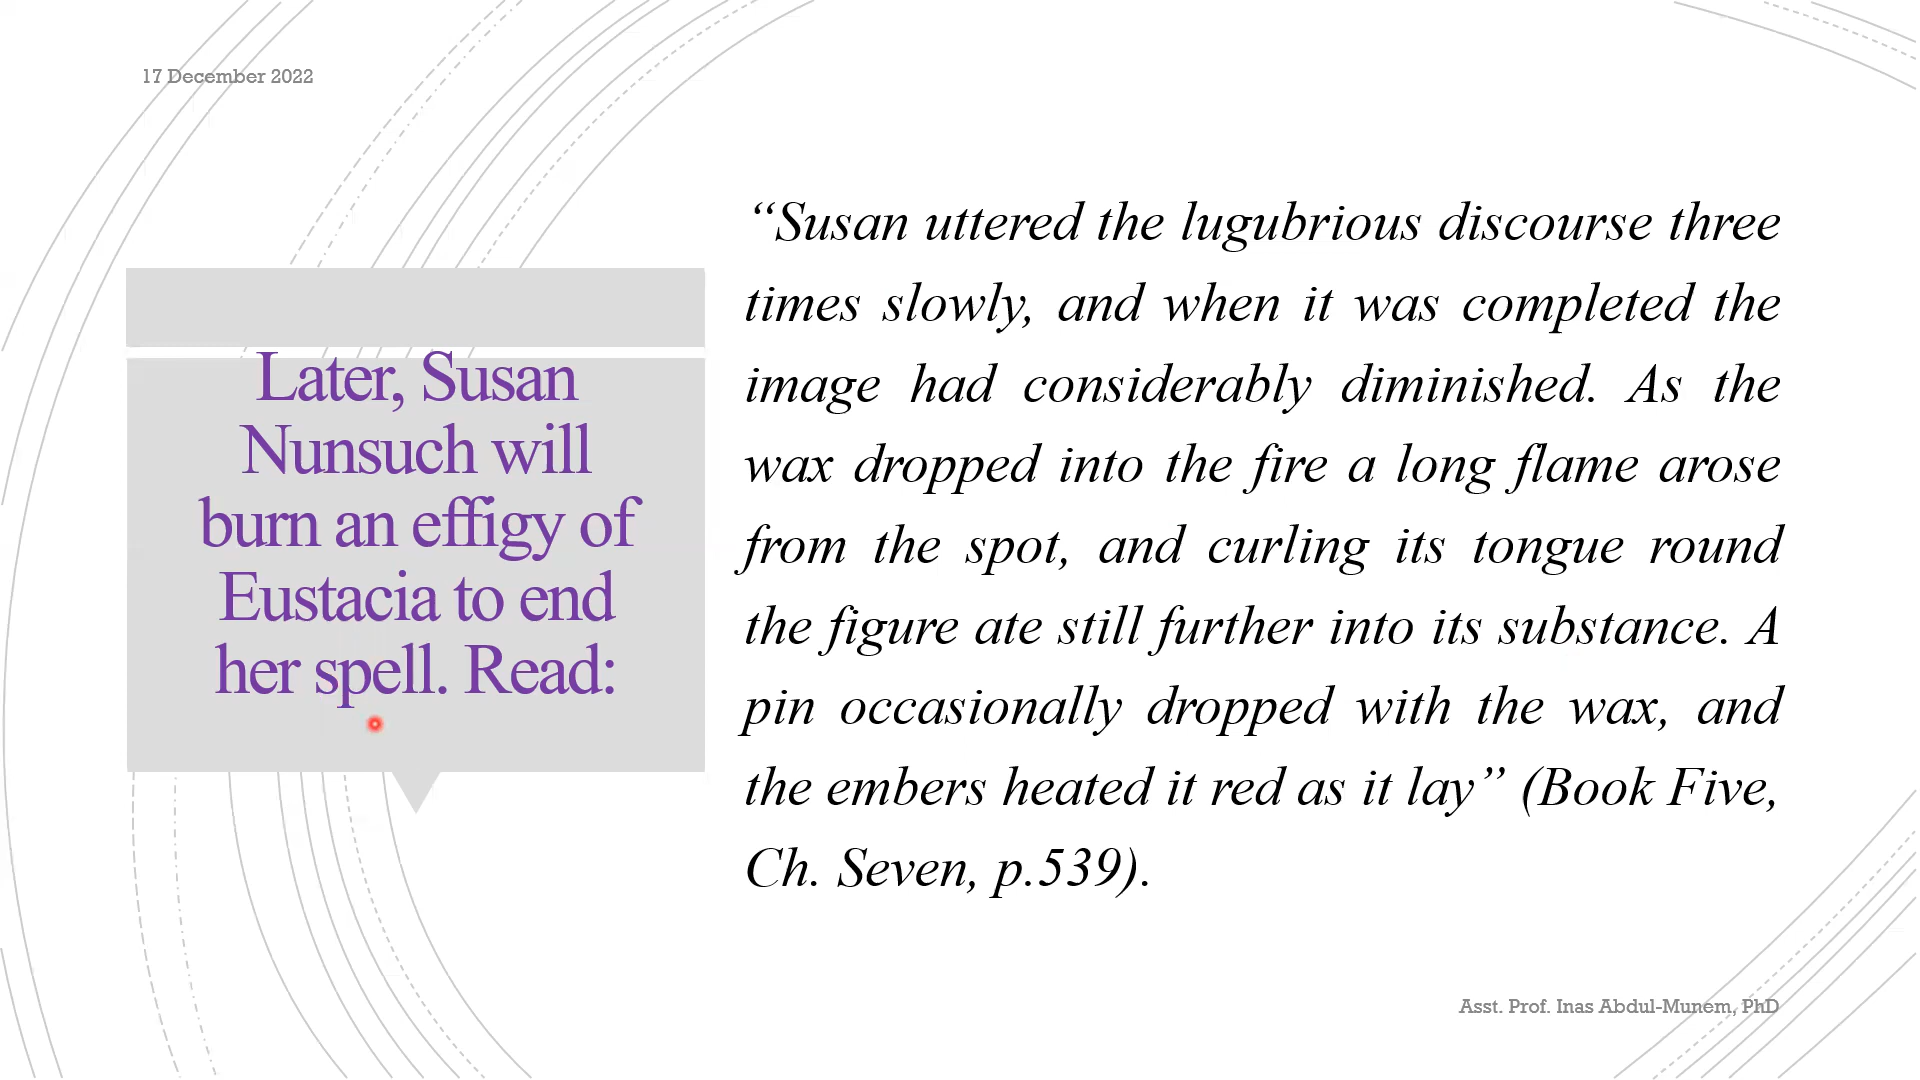 17 December 2022
Later, Susan
Nunsuch will
burn an effigy of
Eustacia to end
her spell. Read:
“Susan uttered the lugubrious discourse three
times slowly, and when it was completed the
image had considerably diminished. As the
wax dropped into the fire a long flame arose
from the spot, and curling its tongue round
the figure ate still further into its substance. A
pin occasionally dropped with the wax, and
the embers heated it red as it lay” (Book Five,
Ch. Seven, p.539).
Asst. Prof. Inas Abdul-Munem, PhD